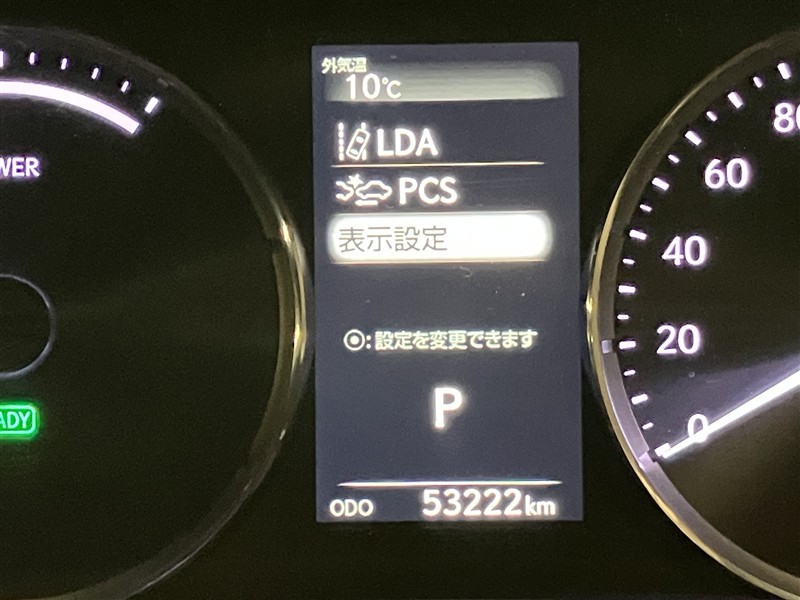 外気温
10℃
LDA
PCS
表示設定
◉:設定を変更できます
P
ODO 53222km
WER
ADY
80
60
40
20
0